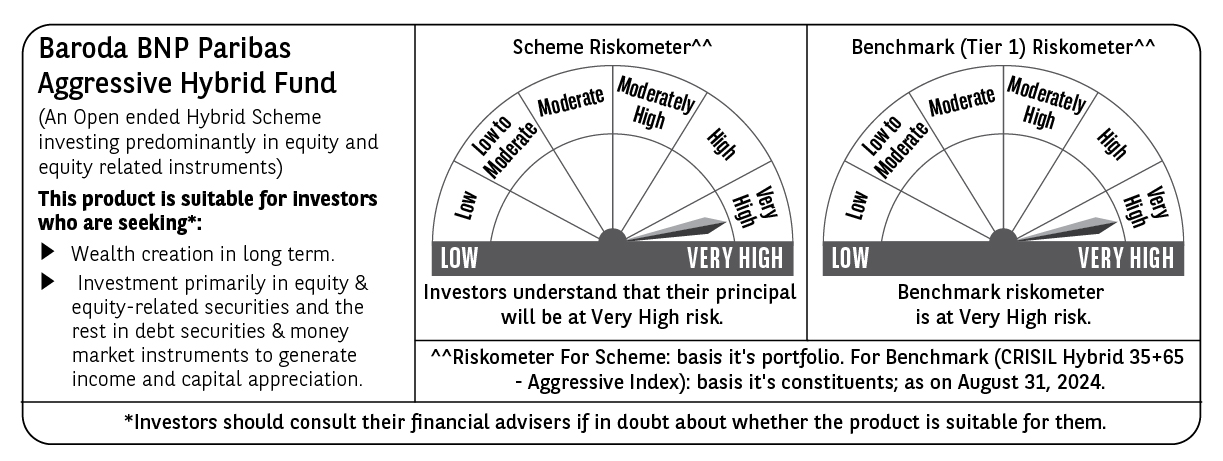 Baroda BNP Paribas
Aggressive Hybrid Fund
(An Open ended Hybrid Scheme
investing predominantly in equity and
equity related instruments)
This product is suitable for investors
who are seeking*:
Wealth creation in long term.
Investment primarily in equity &
equity-related securities and the
rest in debt securities & money
market instruments to generate
income and capital appreciation.
Scheme Riskometer^^
Low
Low to
Moderate
Moderate
Moderately
High
High
Very
High
LOW
VERY HIGH
Investors understand that their principal
will be at Very High risk.
Benchmark (Tier 1) Riskometer^^
Low
Low to
Moderate
Moderate
Moderately
High
High
Very
High
LOW
VERY HIGH
Benchmark riskometer
is at Very High risk.
^^Riskometer For Scheme: basis it's portfolio. For Benchmark (CRISIL Hybrid 35+65
- Aggressive Index): basis it's constituents; as on August 31, 2024.
*Investors should consult their financial advisers if in doubt about whether the product is suitable for them.